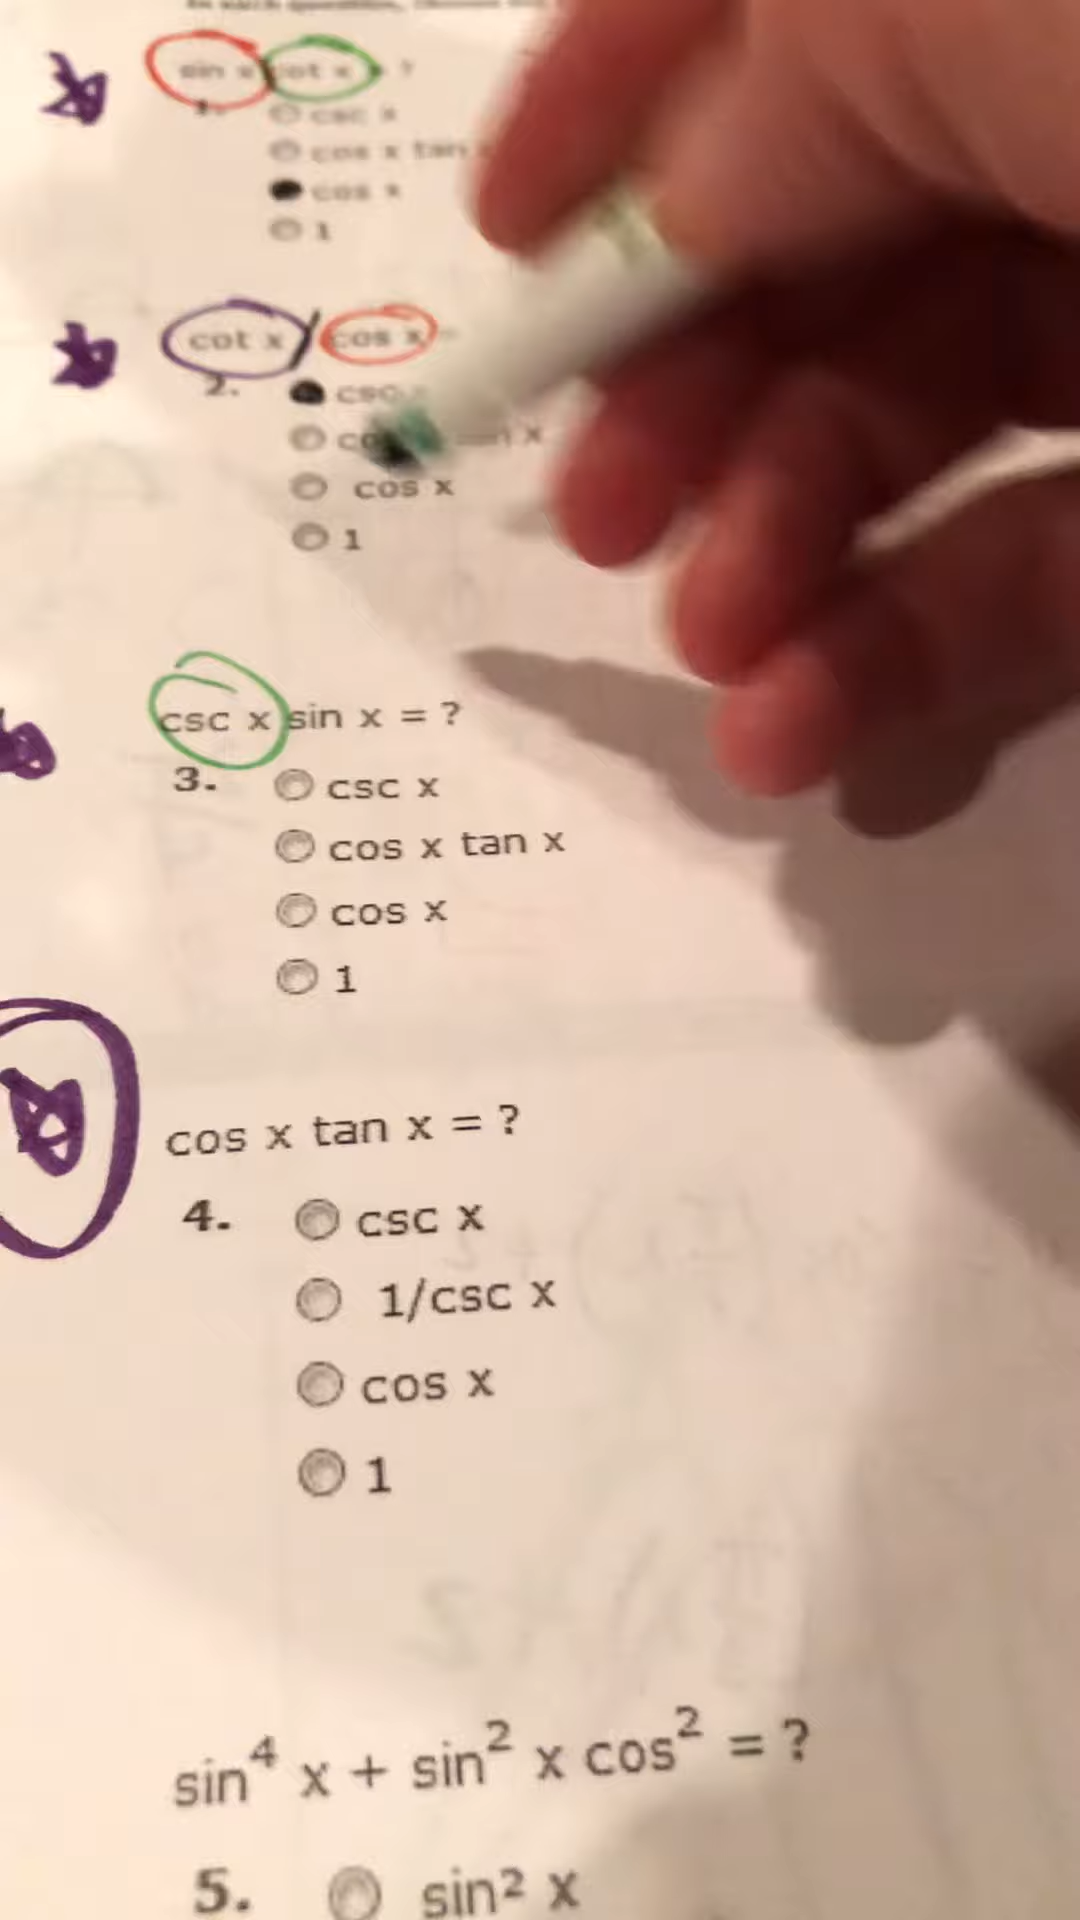 sin x cot x ?
1.
csc x
cos x tan
cos x
1
cot x / cos x =
2. csc
x
cos x
1
csc x sin x = ?
3. csc x
cos x tan x
cos x
1
cos x tan x = ?
4. csc x
1/csc x
cos x
1
sin⁴ x + sin² x cos² = ?
5. sin² x